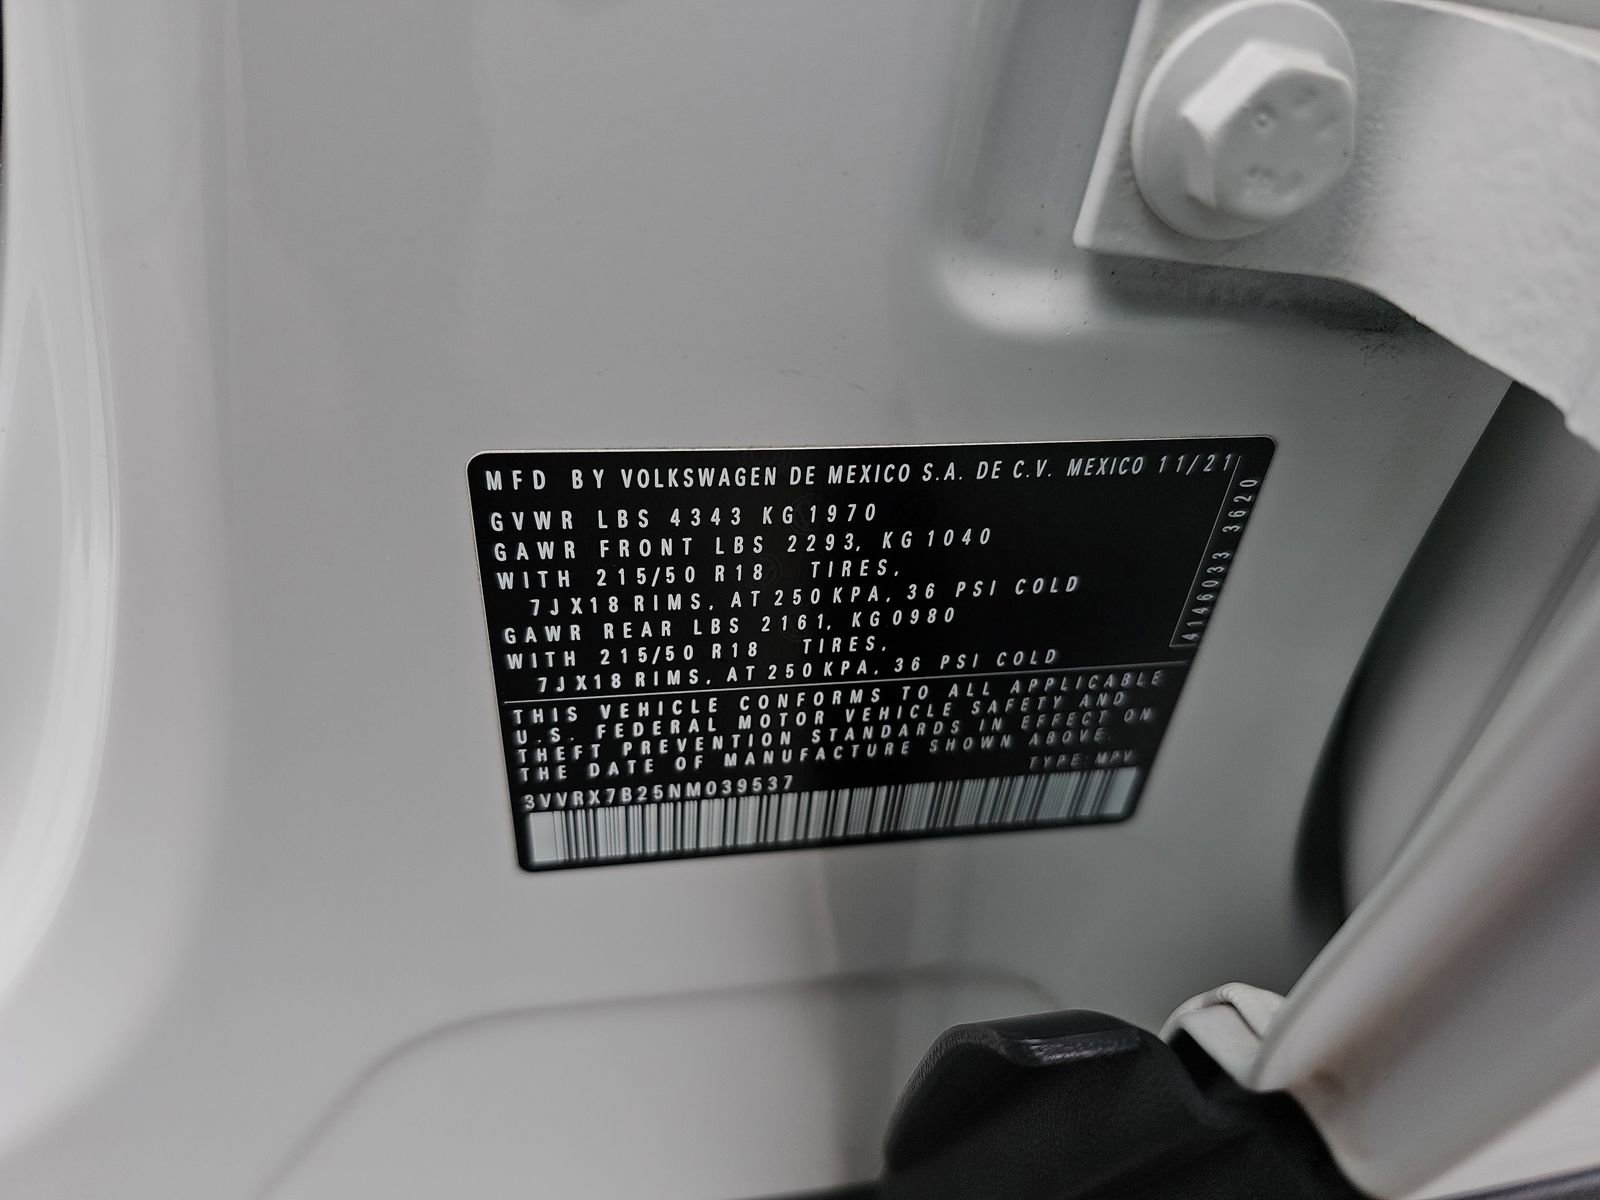 MFD BY VOLKSWAGEN DE MEXICO S.A. DE C.V. MEXICO 11/21
GVWR LBS 4343 KG 1970
GAWR FRONT LBS 2293, KG 1040
WITH 215/50 R18 TIRES,
7JX18 RIMS, AT 250 KPA, 36 PSI COLD
GAWR REAR LBS 2161, KG 0980
WITH 215/50 R18 TIRES,
7JX18 RIMS, AT 250 KPA, 36 PSI COLD
4146033 3620
THIS VEHICLE CONFORMS TO ALL APPLICABLE
U.S. FEDERAL MOTOR VEHICLE SAFETY AND
THEFT PREVENTION STANDARDS IN EFFECT ON
THE DATE OF MANUFACTURE SHOWN ABOVE.
TYPE: MPV
3VVRX7B25NM039537